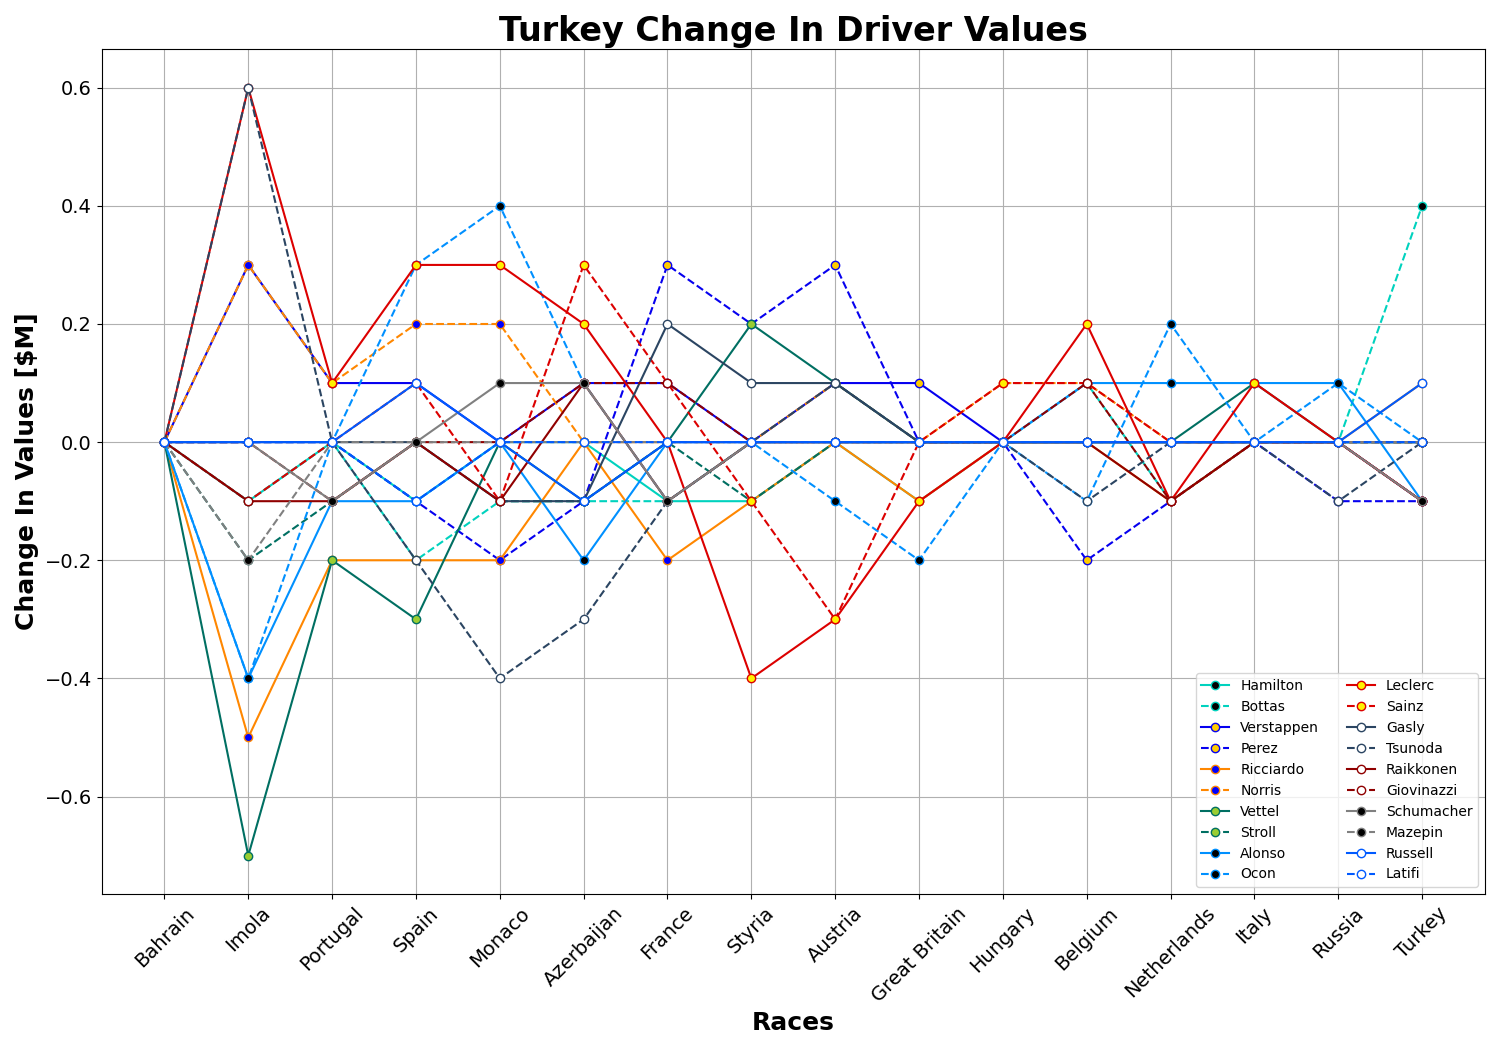 Turkey Change In Driver Values
Change In Values [$M]
0.6
0.4
0.2
0.0
−0.2
−0.4
−0.6
Hamilton
Bottas
Verstappen
Perez
Ricciardo
Norris
Vettel
Stroll
Alonso
Ocon
Leclerc
Sainz
Gasly
Tsunoda
Raikkonen
Giovinazzi
Schumacher
Mazepin
Russell
Latifi
Bahrain
Imola
Portugal
Spain
Monaco
Azerbaijan
France
Styria
Austria
Great Britain
Hungary
Belgium
Netherlands
Italy
Russia
Turkey
Races